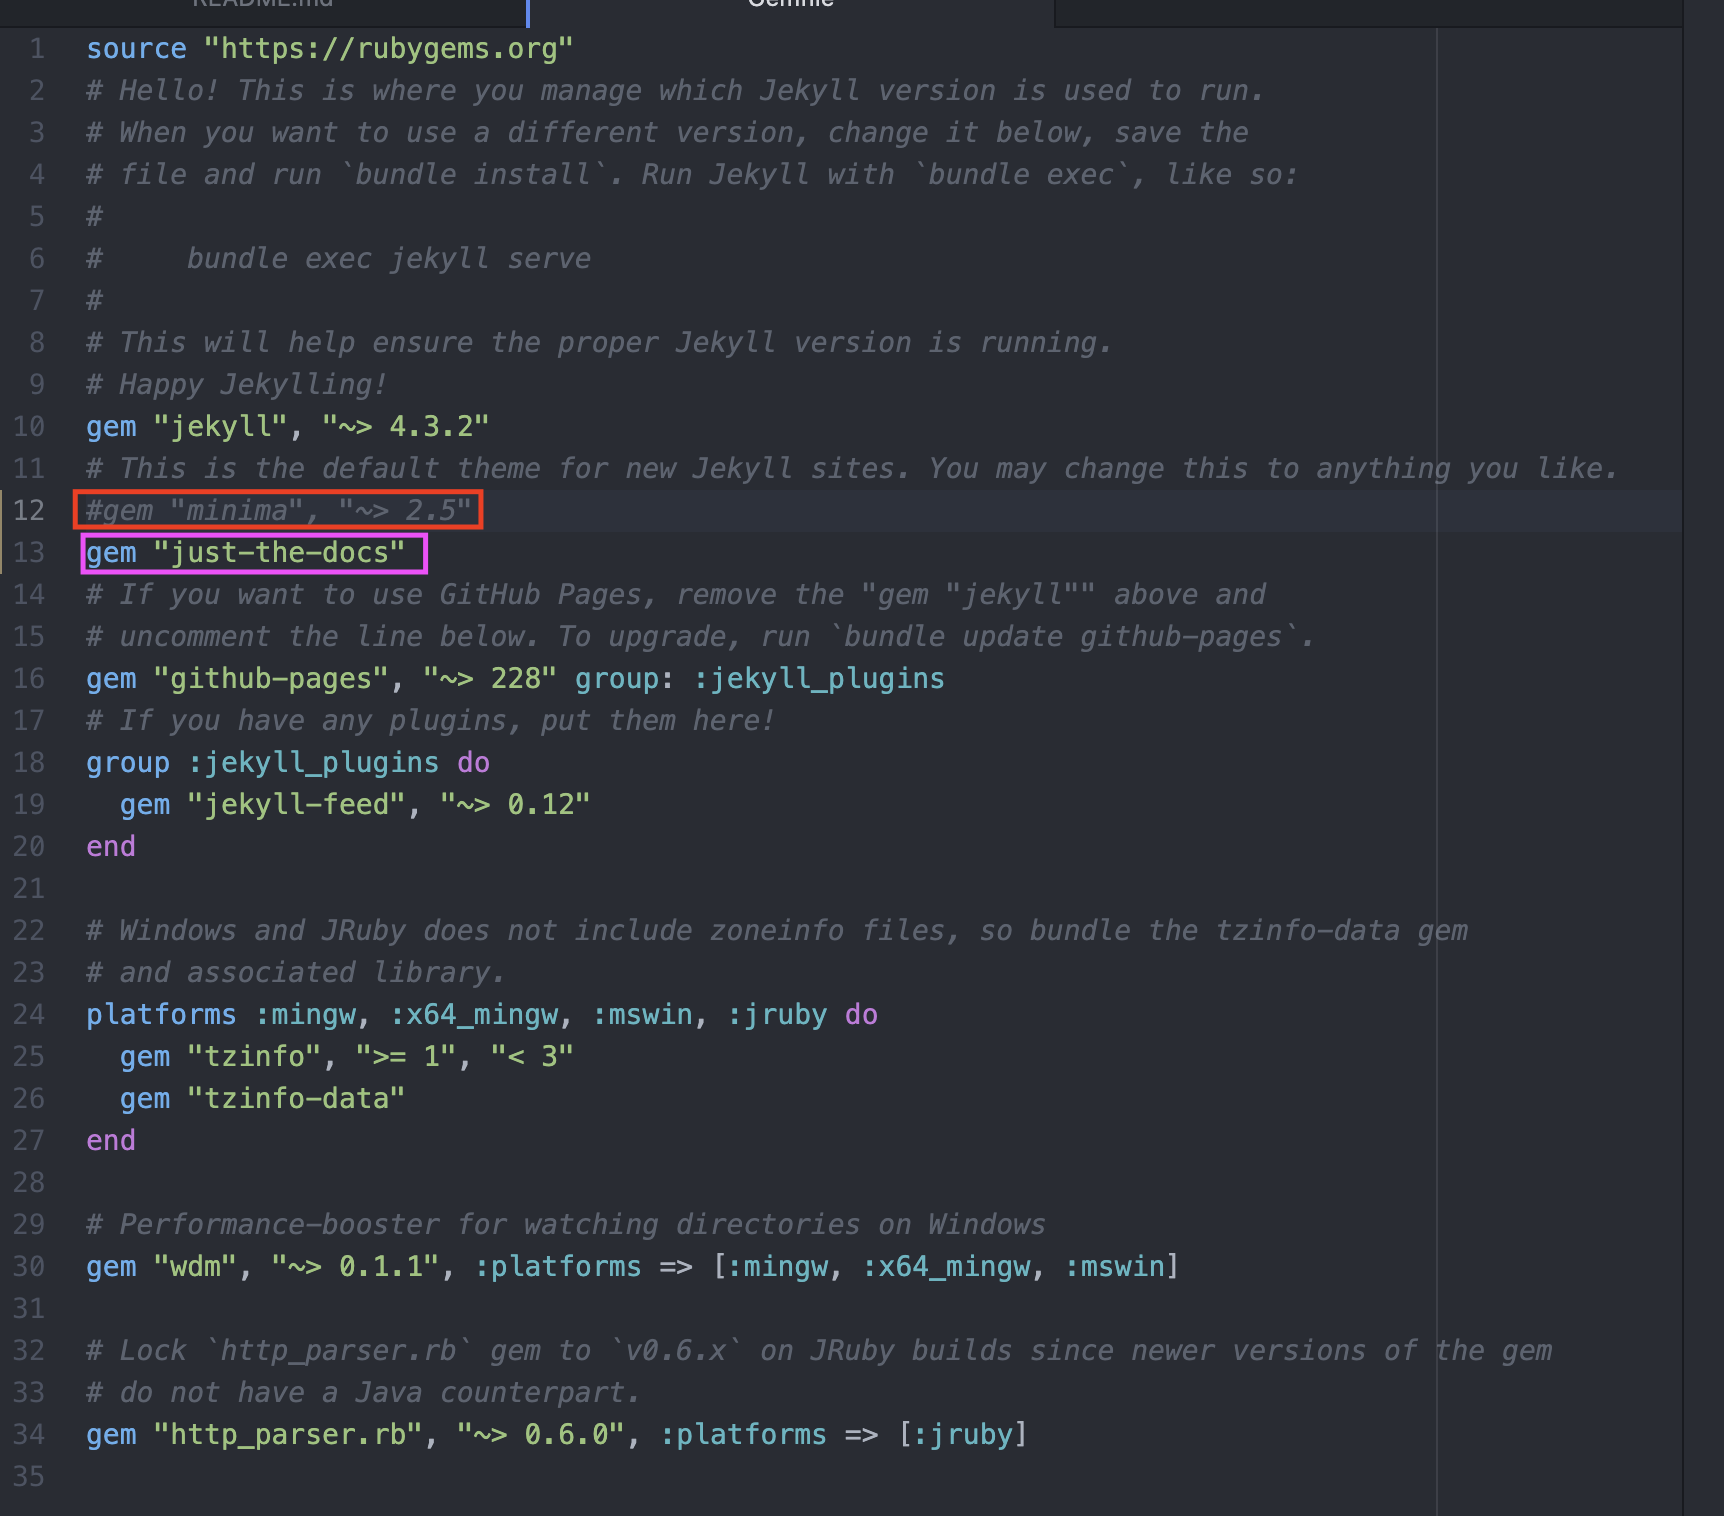 README.md
Gemfile
1 source "https://rubygems.org"
2 # Hello! This is where you manage which Jekyll version is used to run.
3 # When you want to use a different version, change it below, save the
4 # file and run `bundle install`. Run Jekyll with `bundle exec`, like so:
5 #
6 #     bundle exec jekyll serve
7 #
8 # This will help ensure the proper Jekyll version is running.
9 # Happy Jekylling!
10 gem "jekyll", "~> 4.3.2"
11 # This is the default theme for new Jekyll sites. You may change this to anything you like.
12 #gem "minima", "~> 2.5"
13 gem "just-the-docs"
14 # If you want to use GitHub Pages, remove the "gem "jekyll"" above and
15 # uncomment the line below. To upgrade, run `bundle update github-pages`.
16 gem "github-pages", "~> 228" group: :jekyll_plugins
17 # If you have any plugins, put them here!
18 group :jekyll_plugins do
19   gem "jekyll-feed", "~> 0.12"
20 end
21
22 # Windows and JRuby does not include zoneinfo files, so bundle the tzinfo-data gem
23 # and associated library.
24 platforms :mingw, :x64_mingw, :mswin, :jruby do
25   gem "tzinfo", ">= 1", "< 3"
26   gem "tzinfo-data"
27 end
28
29 # Performance-booster for watching directories on Windows
30 gem "wdm", "~> 0.1.1", :platforms => [:mingw, :x64_mingw, :mswin]
31
32 # Lock `http_parser.rb` gem to `v0.6.x` on JRuby builds since newer versions of the gem
33 # do not have a Java counterpart.
34 gem "http_parser.rb", "~> 0.6.0", :platforms => [:jruby]
35